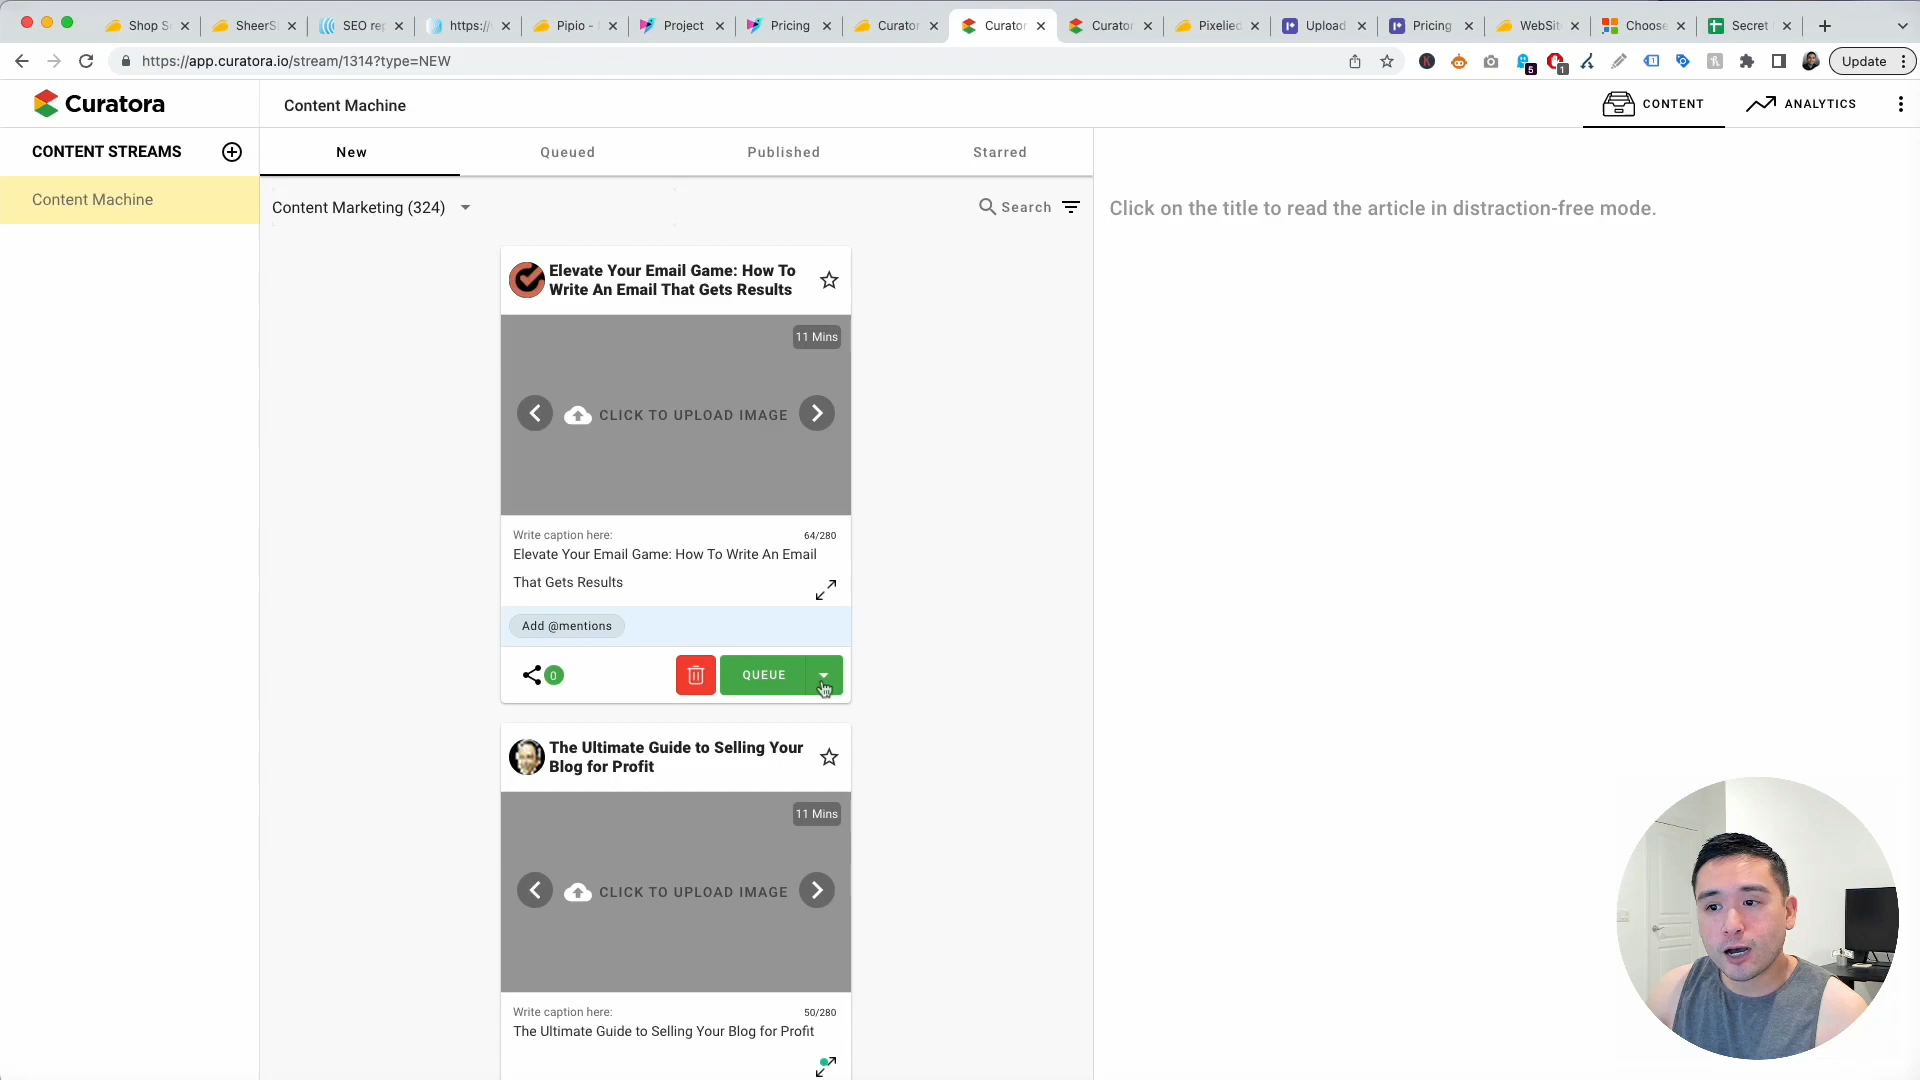 Shop S
SheerS
SEO rep
https://
Pipio -
Project
Pricing
Curator
Curator
Curator
Pixelied
Upload
Pricing
WebSit
Choose
Secret
https://app.curatora.io/stream/1314?type=NEW
5
1
Update
Curatora
Content Machine
CONTENT
ANALYTICS
CONTENT STREAMS
Content Machine
New
Queued
Published
Starred
Content Marketing (324)
Search
Click on the title to read the article in distraction-free mode.
Elevate Your Email Game: How To
Write An Email That Gets Results
11 Mins
CLICK TO UPLOAD IMAGE
Write caption here:
64/280
Elevate Your Email Game: How To Write An Email
That Gets Results
Add @mentions
0
QUEUE
The Ultimate Guide to Selling Your
Blog for Profit
11 Mins
CLICK TO UPLOAD IMAGE
Write caption here:
50/280
The Ultimate Guide to Selling Your Blog for Profit